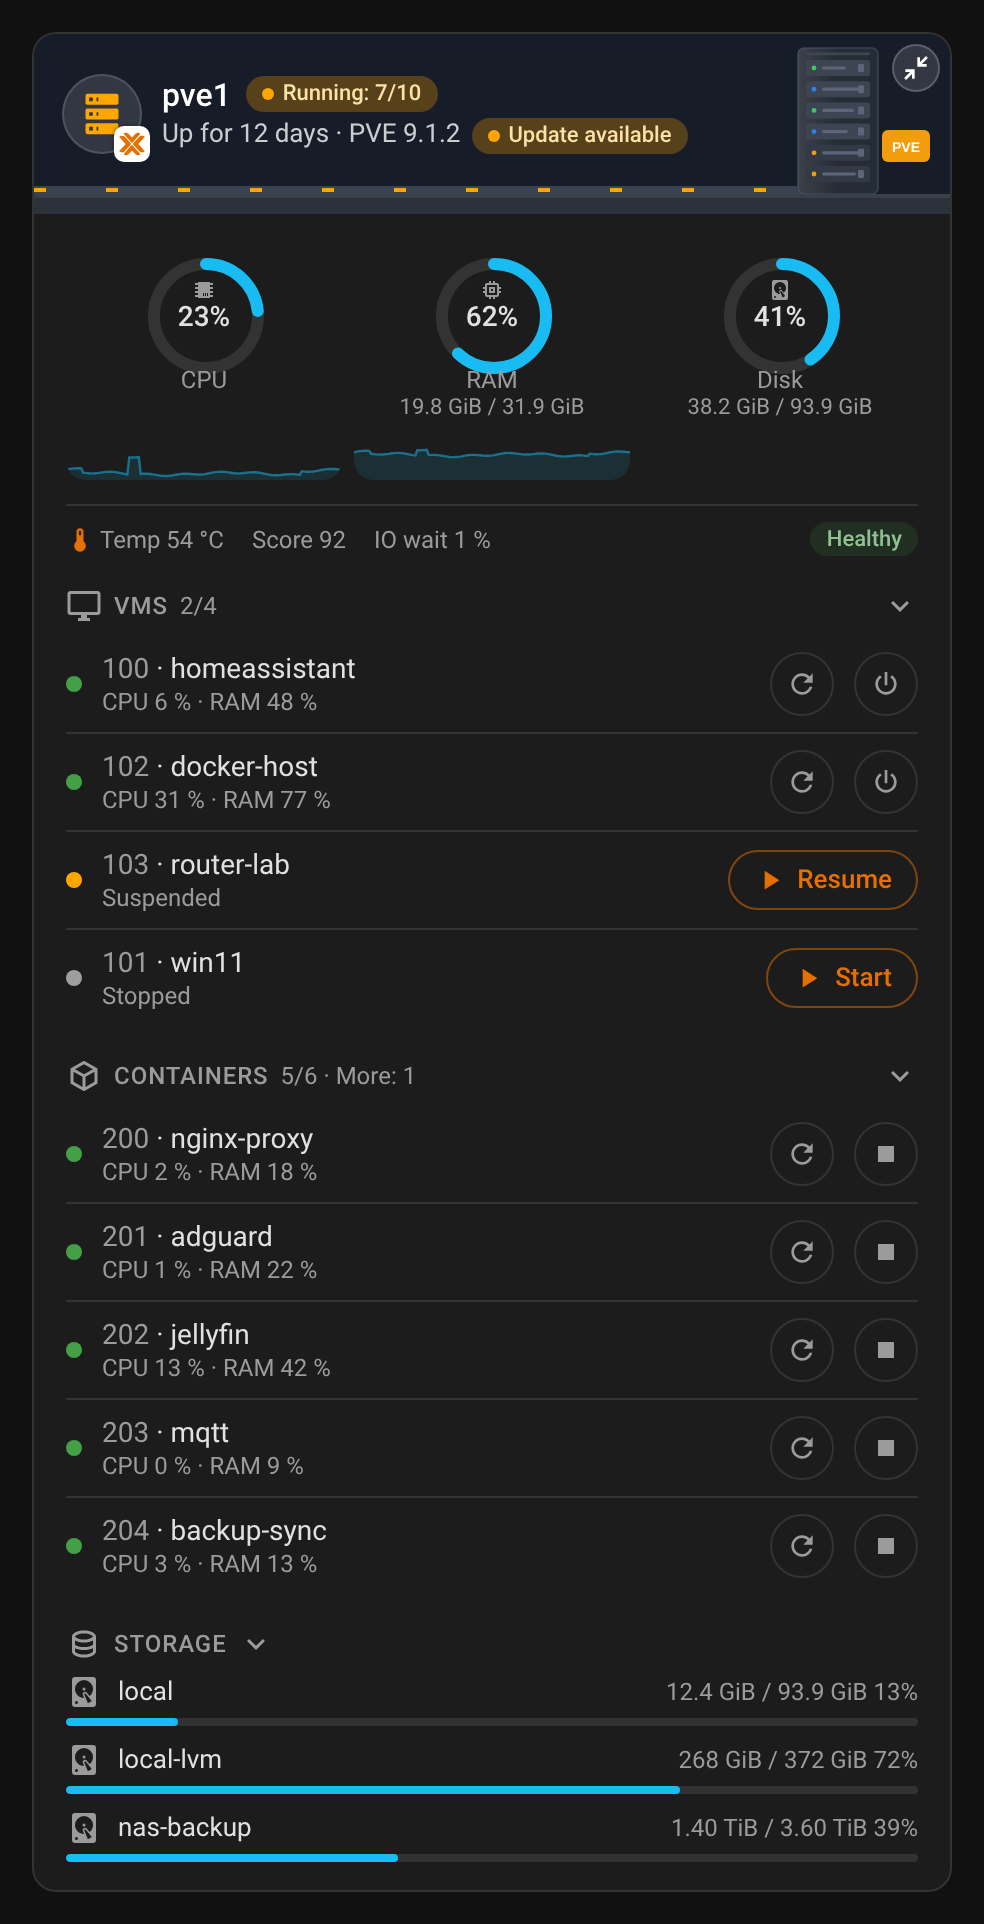 pve1 Running: 7/10
Up for 12 days · PVE 9.1.2 Update available
PVE
23% 62% 41%
CPU RAM Disk
19.8 GiB / 31.9 GiB 38.2 GiB / 93.9 GiB
Temp 54 °C Score 92 IO wait 1 % Healthy
VMS 2/4
100 · homeassistant
CPU 6 % · RAM 48 %
102 · docker-host
CPU 31 % · RAM 77 %
103 · router-lab
Suspended
Resume
101 · win11
Stopped
Start
CONTAINERS 5/6 · More: 1
200 · nginx-proxy
CPU 2 % · RAM 18 %
201 · adguard
CPU 1 % · RAM 22 %
202 · jellyfin
CPU 13 % · RAM 42 %
203 · mqtt
CPU 0 % · RAM 9 %
204 · backup-sync
CPU 3 % · RAM 13 %
STORAGE
local 12.4 GiB / 93.9 GiB 13%
local-lvm 268 GiB / 372 GiB 72%
nas-backup 1.40 TiB / 3.60 TiB 39%